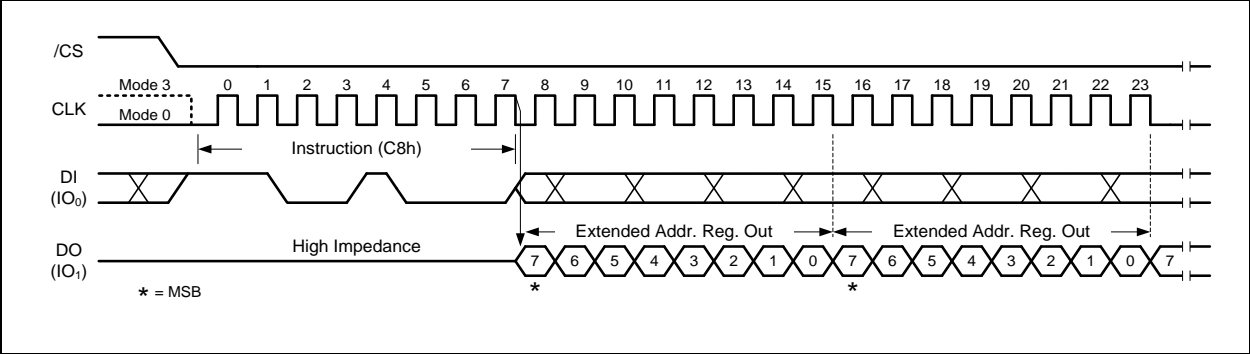 /CS
Mode 3 0 1 2 3 4 5 6 7 8 9 10 11 12 13 14 15 16 17 18 19 20 21 22 23
CLK
Mode 0
Instruction (C8h)
DI
(IO₀)
Extended Addr. Reg. Out Extended Addr. Reg. Out
High Impedance
DO
(IO₁)
7 6 5 4 3 2 1 0 7 6 5 4 3 2 1 0 7
* *
* = MSB